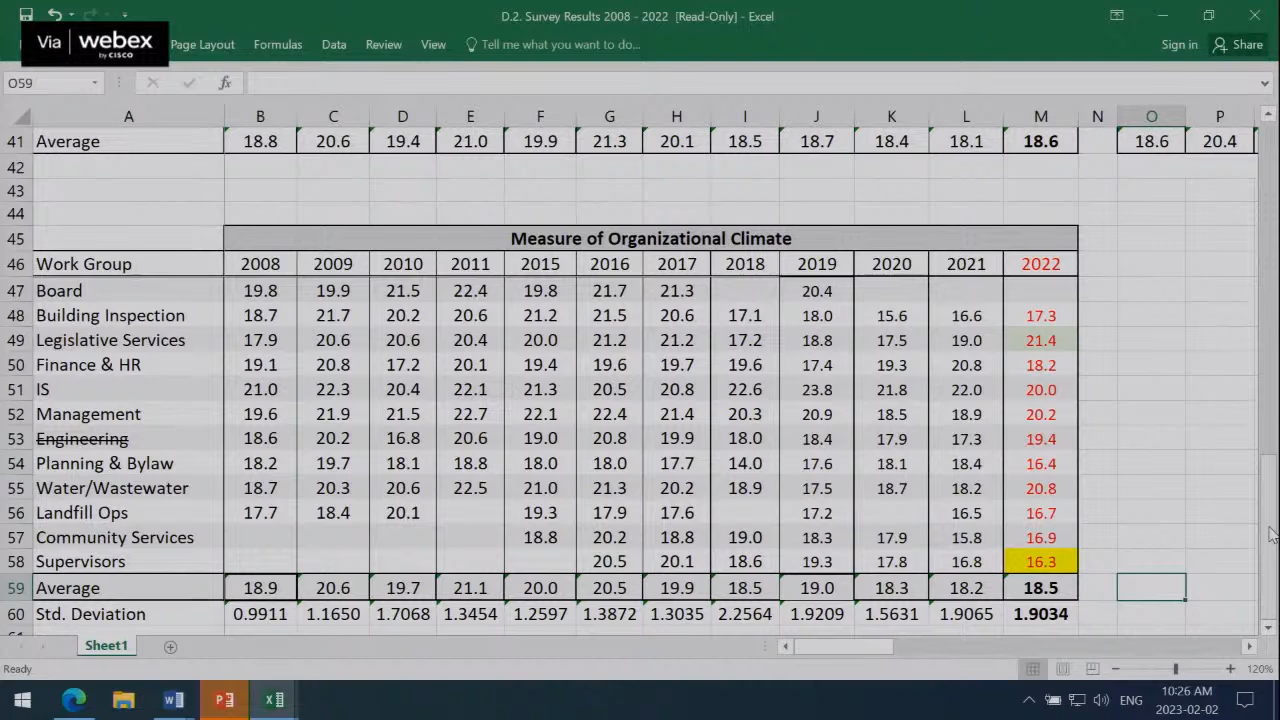 D.2. Survey Results 2008 - 2022 [Read-Only] - Excel
Via webex by CISCO Page Layout Formulas Data Review View Tell me what you want to do... Sign in Share
O59 fx
A B C D E F G H I J K L M N O P
41 Average 18.8 20.6 19.4 21.0 19.9 21.3 20.1 18.5 18.7 18.4 18.1 18.6 18.6 20.4
42
43
44
45 Measure of Organizational Climate
46 Work Group 2008 2009 2010 2011 2015 2016 2017 2018 2019 2020 2021 2022
47 Board 19.8 19.9 21.5 22.4 19.8 21.7 21.3 20.4
48 Building Inspection 18.7 21.7 20.2 20.6 21.2 21.5 20.6 17.1 18.0 15.6 16.6 17.3
49 Legislative Services 17.9 20.6 20.6 20.4 20.0 21.2 21.2 17.2 18.8 17.5 19.0 21.4
50 Finance & HR 19.1 20.8 17.2 20.1 19.4 19.6 19.7 19.6 17.4 19.3 20.8 18.2
51 IS 21.0 22.3 20.4 22.1 21.3 20.5 20.8 22.6 23.8 21.8 22.0 20.0
52 Management 19.6 21.9 21.5 22.7 22.1 22.4 21.4 20.3 20.9 18.5 18.9 20.2
53 Engineering 18.6 20.2 16.8 20.6 19.0 20.8 19.9 18.0 18.4 17.9 17.3 19.4
54 Planning & Bylaw 18.2 19.7 18.1 18.8 18.0 18.0 17.7 14.0 17.6 18.1 18.4 16.4
55 Water/Wastewater 18.7 20.3 20.6 22.5 21.0 21.3 20.2 18.9 17.5 18.7 18.2 20.8
56 Landfill Ops 17.7 18.4 20.1 19.3 17.9 17.6 17.2 16.5 16.7
57 Community Services 18.8 20.2 18.8 19.0 18.3 17.9 15.8 16.9
58 Supervisors 20.5 20.1 18.6 19.3 17.8 16.8 16.3
59 Average 18.9 20.6 19.7 21.1 20.0 20.5 19.9 18.5 19.0 18.3 18.2 18.5
60 Std. Deviation 0.9911 1.1650 1.7068 1.3454 1.2597 1.3872 1.3035 2.2564 1.9209 1.5631 1.9065 1.9034
Sheet1
Ready 120%
ENG 10:26 AM
2023-02-02